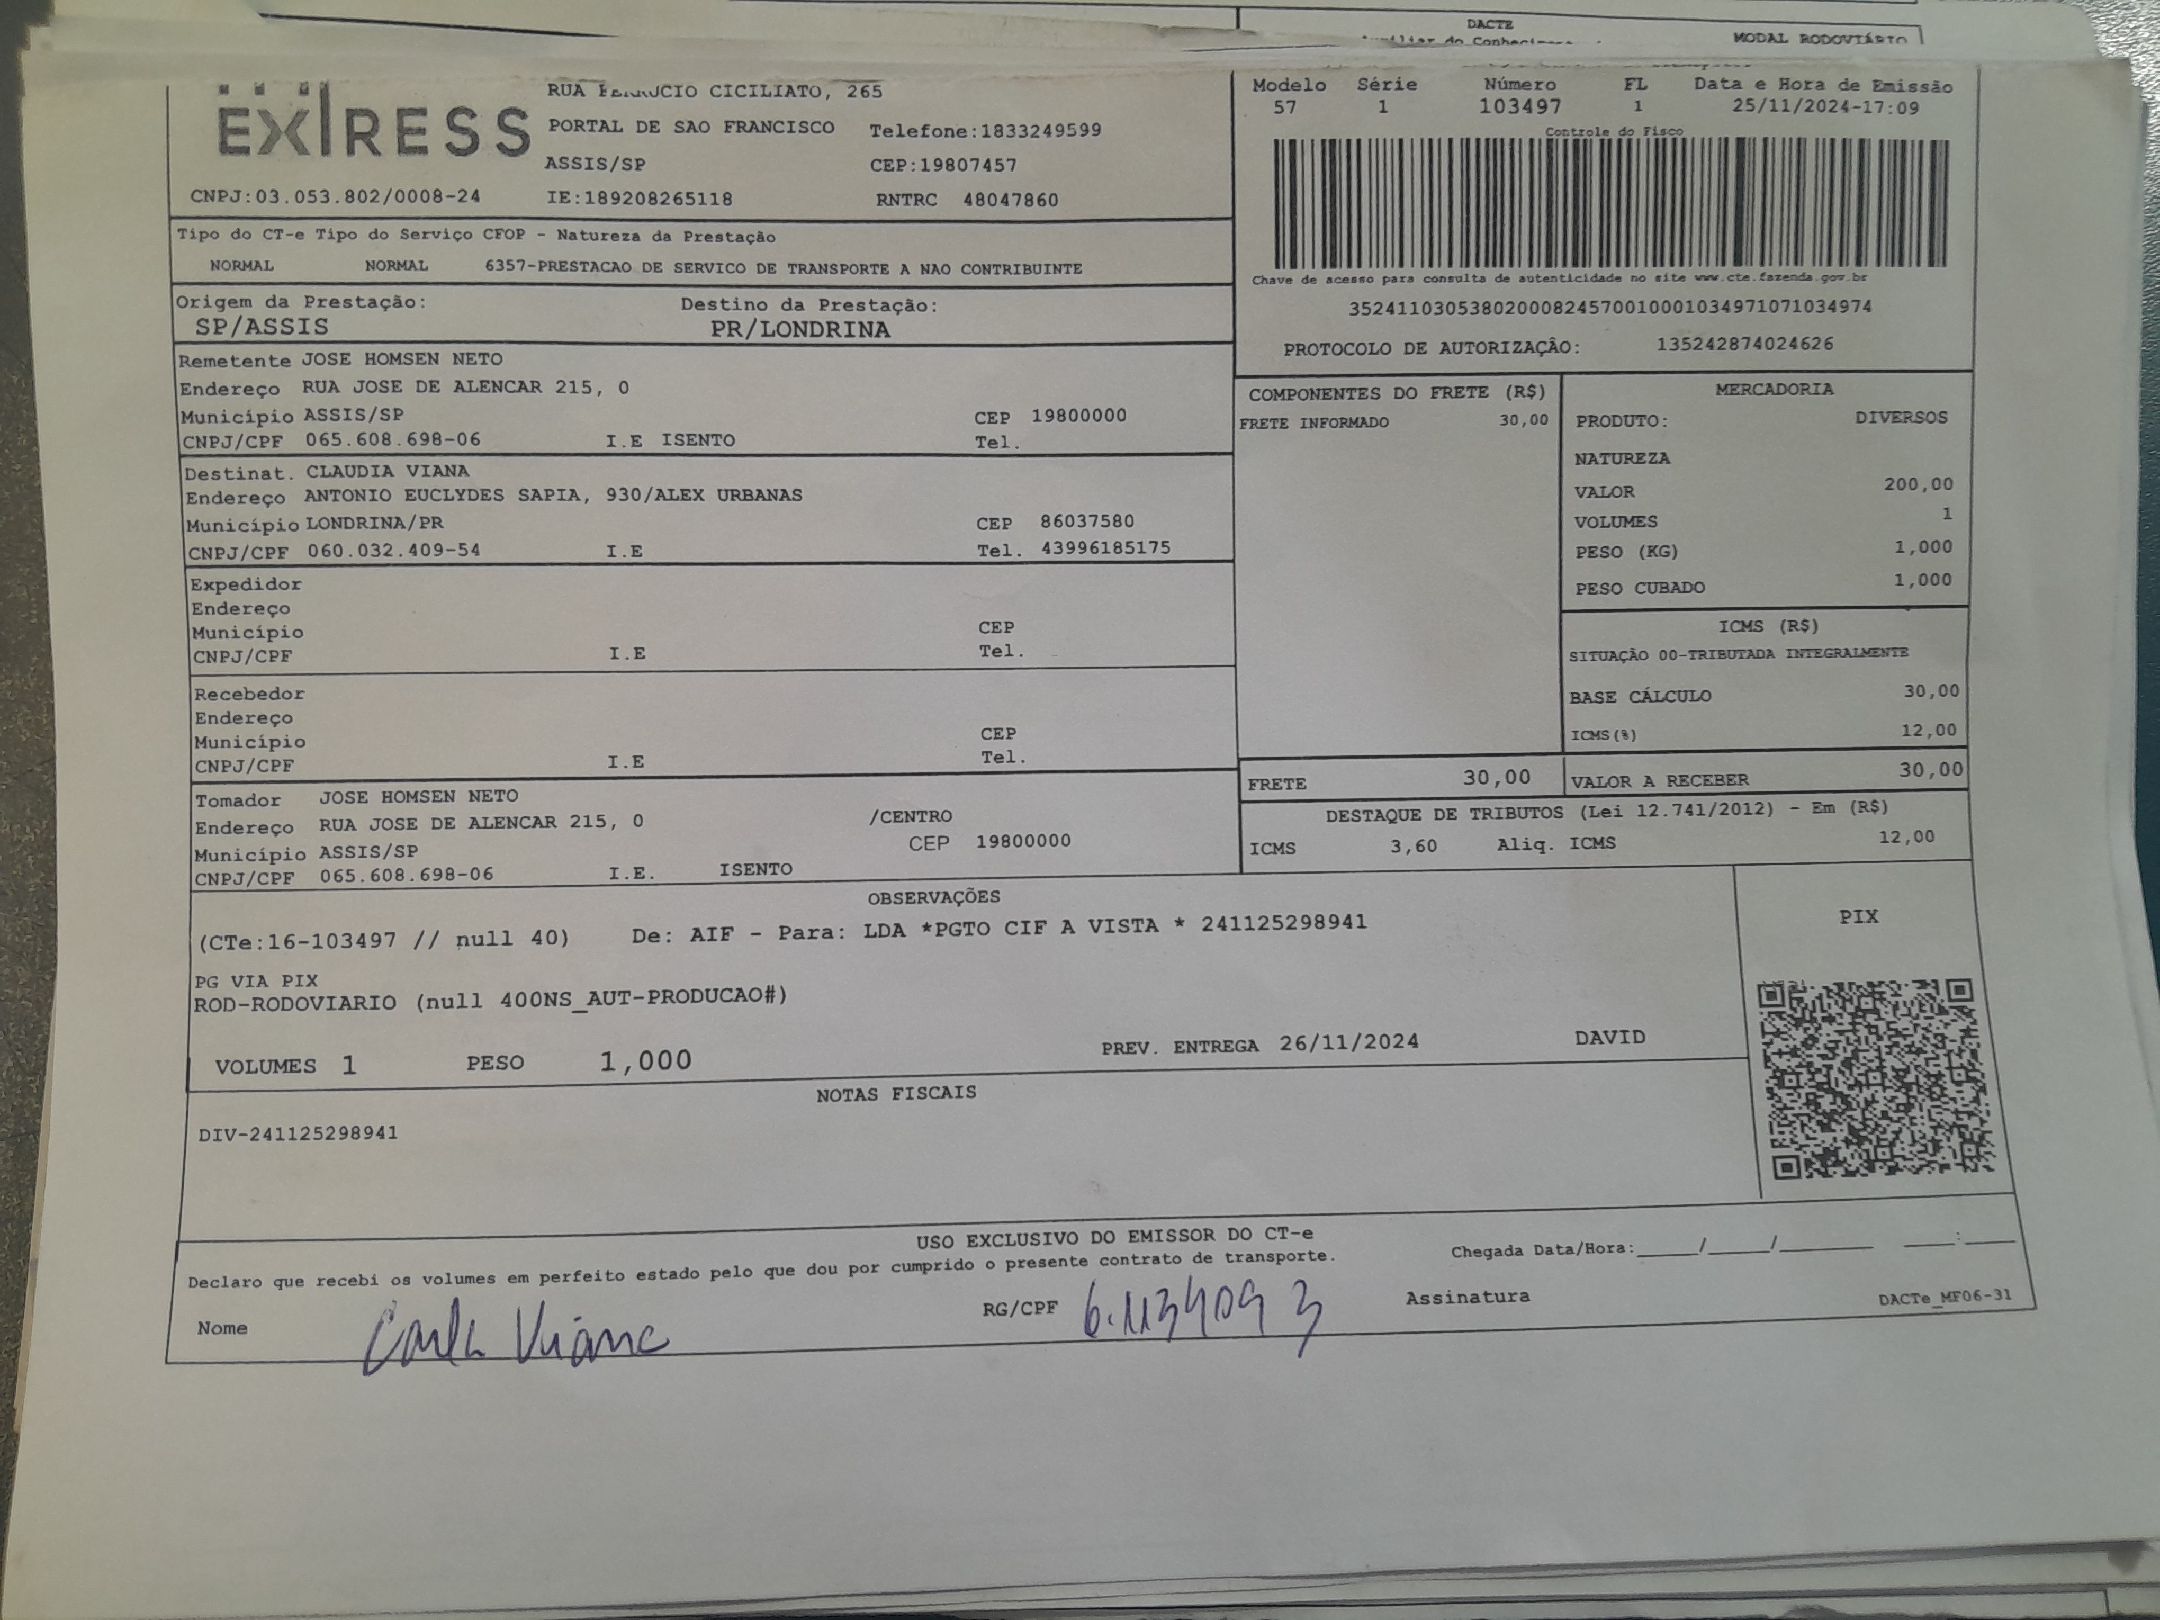 DACTE
MODAL RODOVIÁRIO
EXPRESS
RUA CICILIATO, 265
PORTAL DE SAO FRANCISCO Telefone:1833249599
ASSIS/SP CEP:19807457
CNPJ:03.053.802/0008-24 IE:189208265118 RNTRC 48047860
Modelo Série Número FL Data e Hora de Emissão
57 1 103497 1 25/11/2024-17:09
Controle do Fisco
Chave de acesso para consulta de autenticidade no site www.cte.fazenda.gov.br
35241103053802000824570010001034971071034974
PROTOCOLO DE AUTORIZAÇÂO: 135242874024626
Tipo do CT-e Tipo do Serviço CFOP - Natureza da Prestação
NORMAL NORMAL 6357-PRESTACAO DE SERVICO DE TRANSPORTE A NAO CONTRIBUINTE
Origem da Prestação: Destino da Prestação:
SP/ASSIS PR/LONDRINA
Remetente JOSE HOMSEN NETO
Endereço RUA JOSE DE ALENCAR 215, 0
Município ASSIS/SP CEP 19800000
CNPJ/CPF 065.608.698-06 I.E ISENTO Tel.
Destinat. CLAUDIA VIANA
Endereço ANTONIO EUCLYDES SAPIA, 930/ALEX URBANAS
Município LONDRINA/PR CEP 86037580
CNPJ/CPF 060.032.409-54 I.E Tel. 43996185175
Expedidor
Endereço
Município CEP
CNPJ/CPF I.E Tel.
Recebedor
Endereço
Município CEP
CNPJ/CPF I.E Tel.
Tomador JOSE HOMSEN NETO
Endereço RUA JOSE DE ALENCAR 215, 0 /CENTRO
Município ASSIS/SP CEP 19800000
CNPJ/CPF 065.608.698-06 I.E. ISENTO
COMPONENTES DO FRETE (R$)
FRETE INFORMADO 30,00
MERCADORIA
PRODUTO: DIVERSOS
NATUREZA
VALOR 200,00
VOLUMES 1
PESO (KG) 1,000
PESO CUBADO 1,000
ICMS (R$)
SITUAÇÃO 00-TRIBUTADA INTEGRALMENTE
BASE CÁLCULO 30,00
ICMS(%) 12,00
FRETE 30,00 VALOR A RECEBER 30,00
DESTAQUE DE TRIBUTOS (Lei 12.741/2012) - Em (R$)
ICMS 3,60 Aliq. ICMS 12,00
OBSERVAÇÕES
(CTe:16-103497 // null 40) De: AIF - Para: LDA *PGTO CIF A VISTA * 241125298941
PG VIA PIX
ROD-RODOVIARIO (null 400NS_AUT-PRODUCAO#)
VOLUMES 1 PESO 1,000 PREV. ENTREGA 26/11/2024 DAVID
PIX
NOTAS FISCAIS
DIV-241125298941
USO EXCLUSIVO DO EMISSOR DO CT-e
Declaro que recebi os volumes em perfeito estado pelo que dou por cumprido o presente contrato de transporte. Chegada Data/Hora:_____/_____/________ ____:____
Nome Carla Viana RG/CPF 6.1134093 Assinatura DACTe_MF06-31